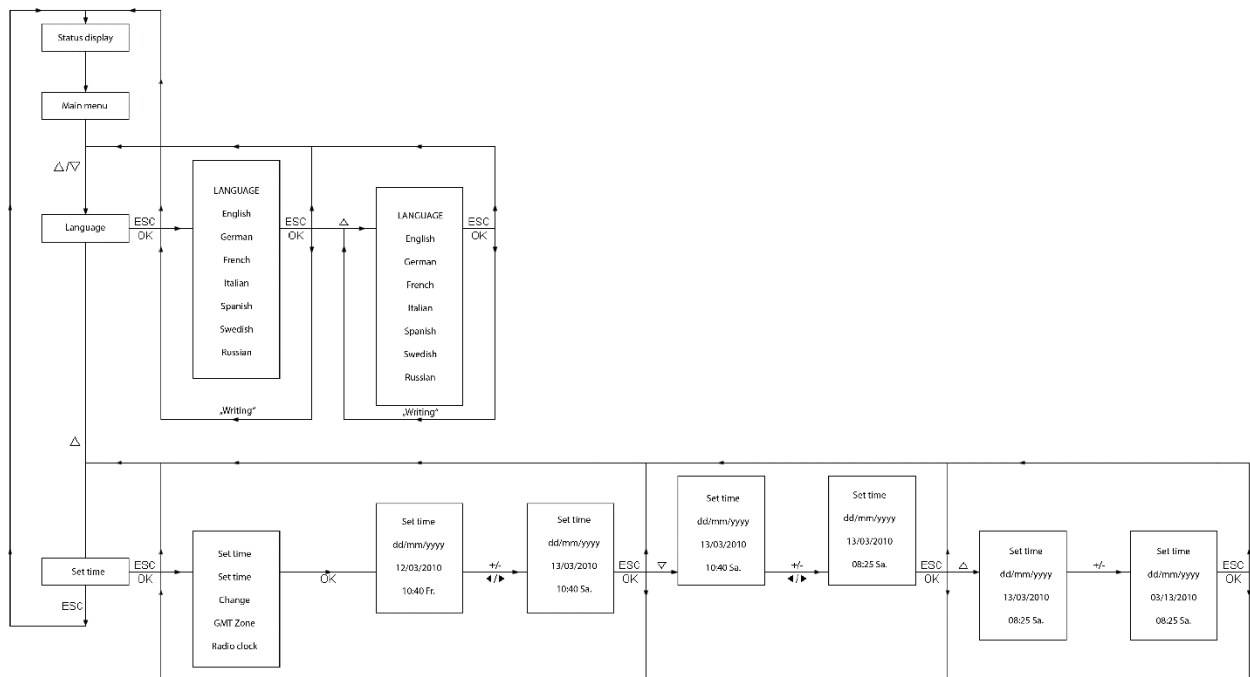 Status display
Main menu
△/▽
Language
ESC
OK
LANGUAGE
English
German
French
Italian
Spanish
Swedish
Russian
ESC
OK
△
LANGUAGE
English
German
French
Italian
Spanish
Swedish
Russian
ESC
OK
„Writing“
„Writing“
△
Set time
ESC
OK
ESC
Set time
Set time
Change
GMT Zone
Radio clock
OK
Set time
dd/mm/yyyy
12/03/2010
10:40 Fr.
+/-
◀/▶
Set time
dd/mm/yyyy
13/03/2010
10:40 Sa.
ESC
OK
▽
Set time
dd/mm/yyyy
13/03/2010
10:40 Sa.
+/-
◀/▶
Set time
dd/mm/yyyy
13/03/2010
08:25 Sa.
ESC
OK
△
Set time
dd/mm/yyyy
13/03/2010
08:25 Sa.
+/-
Set time
dd/mm/yyyy
03/13/2010
08:25 Sa.
ESC
OK